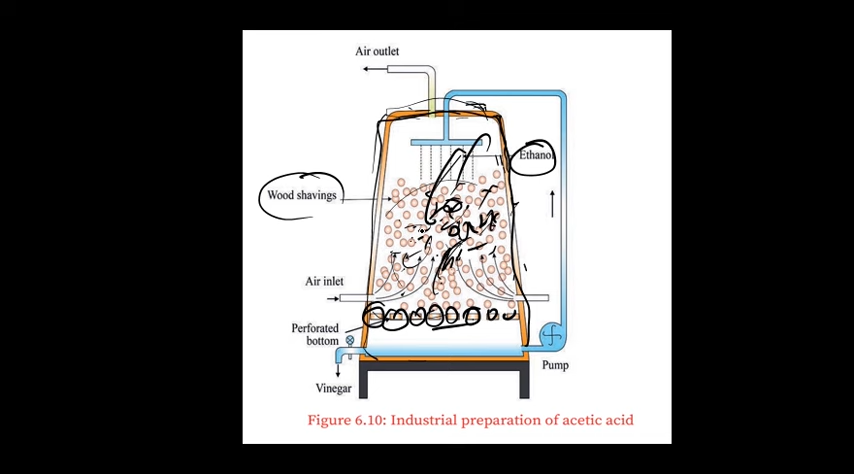 Air outlet
Ethanol
Wood shavings
Air inlet
Perforated
bottom
Pump
Vinegar
Figure 6.10: Industrial preparation of acetic acid